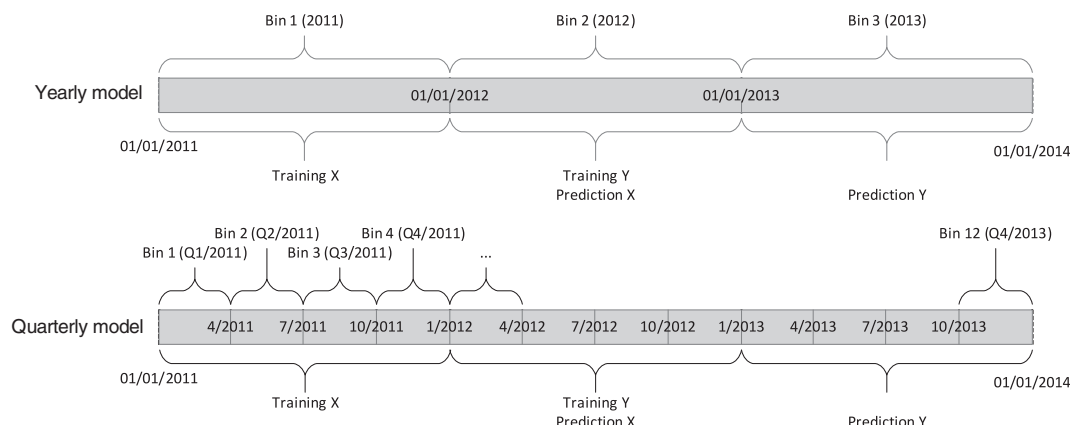 Bin 1 (2011) Bin 2 (2012) Bin 3 (2013)
Yearly model
01/01/2012 01/01/2013
01/01/2011 01/01/2014
Training X Training Y
Prediction X Prediction Y
Bin 2 (Q2/2011) Bin 4 (Q4/2011) Bin 12 (Q4/2013)
Bin 1 (Q1/2011) Bin 3 (Q3/2011) ...
Quarterly model
4/2011 7/2011 10/2011 1/2012 4/2012 7/2012 10/2012 1/2013 4/2013 7/2013 10/2013
01/01/2011 01/01/2014
Training X Training Y
Prediction X Prediction Y